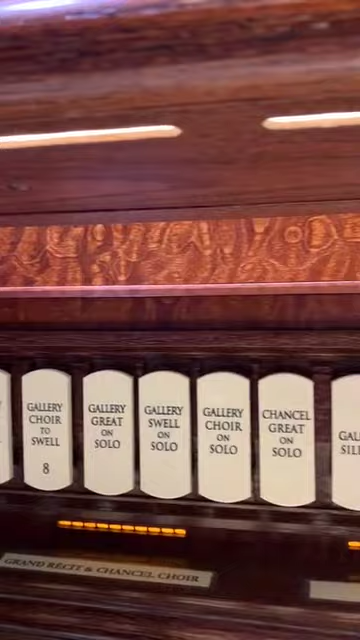 GALLERY
CHOIR
TO
SWELL
8
GALLERY
GREAT
ON
SOLO
GALLERY
SWELL
ON
SOLO
GALLERY
CHOIR
ON
SOLO
CHANCEL
GREAT
ON
SOLO
GRAND RÉCIT & CHANCEL CHOIR